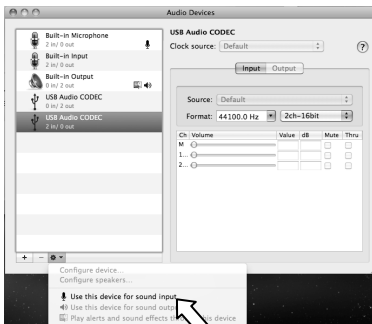 Audio Devices
Built-in Microphone
2 in/ 0 out
Built-in Input
2 in/ 0 out
Built-in Output
0 in/ 2 out
USB Audio CODEC
0 in/ 2 out
USB Audio CODEC
2 in/ 0 out
USB Audio CODEC
Clock source: Default
?
Input Output
Source: Default
Format: 44100.0 Hz 2ch-16bit
Ch Volume Value dB Mute Thru
M
1...
2...
+ -
Configure device...
Configure speakers...
Use this device for sound input
Use this device for sound output
Play alerts and sound effects this device